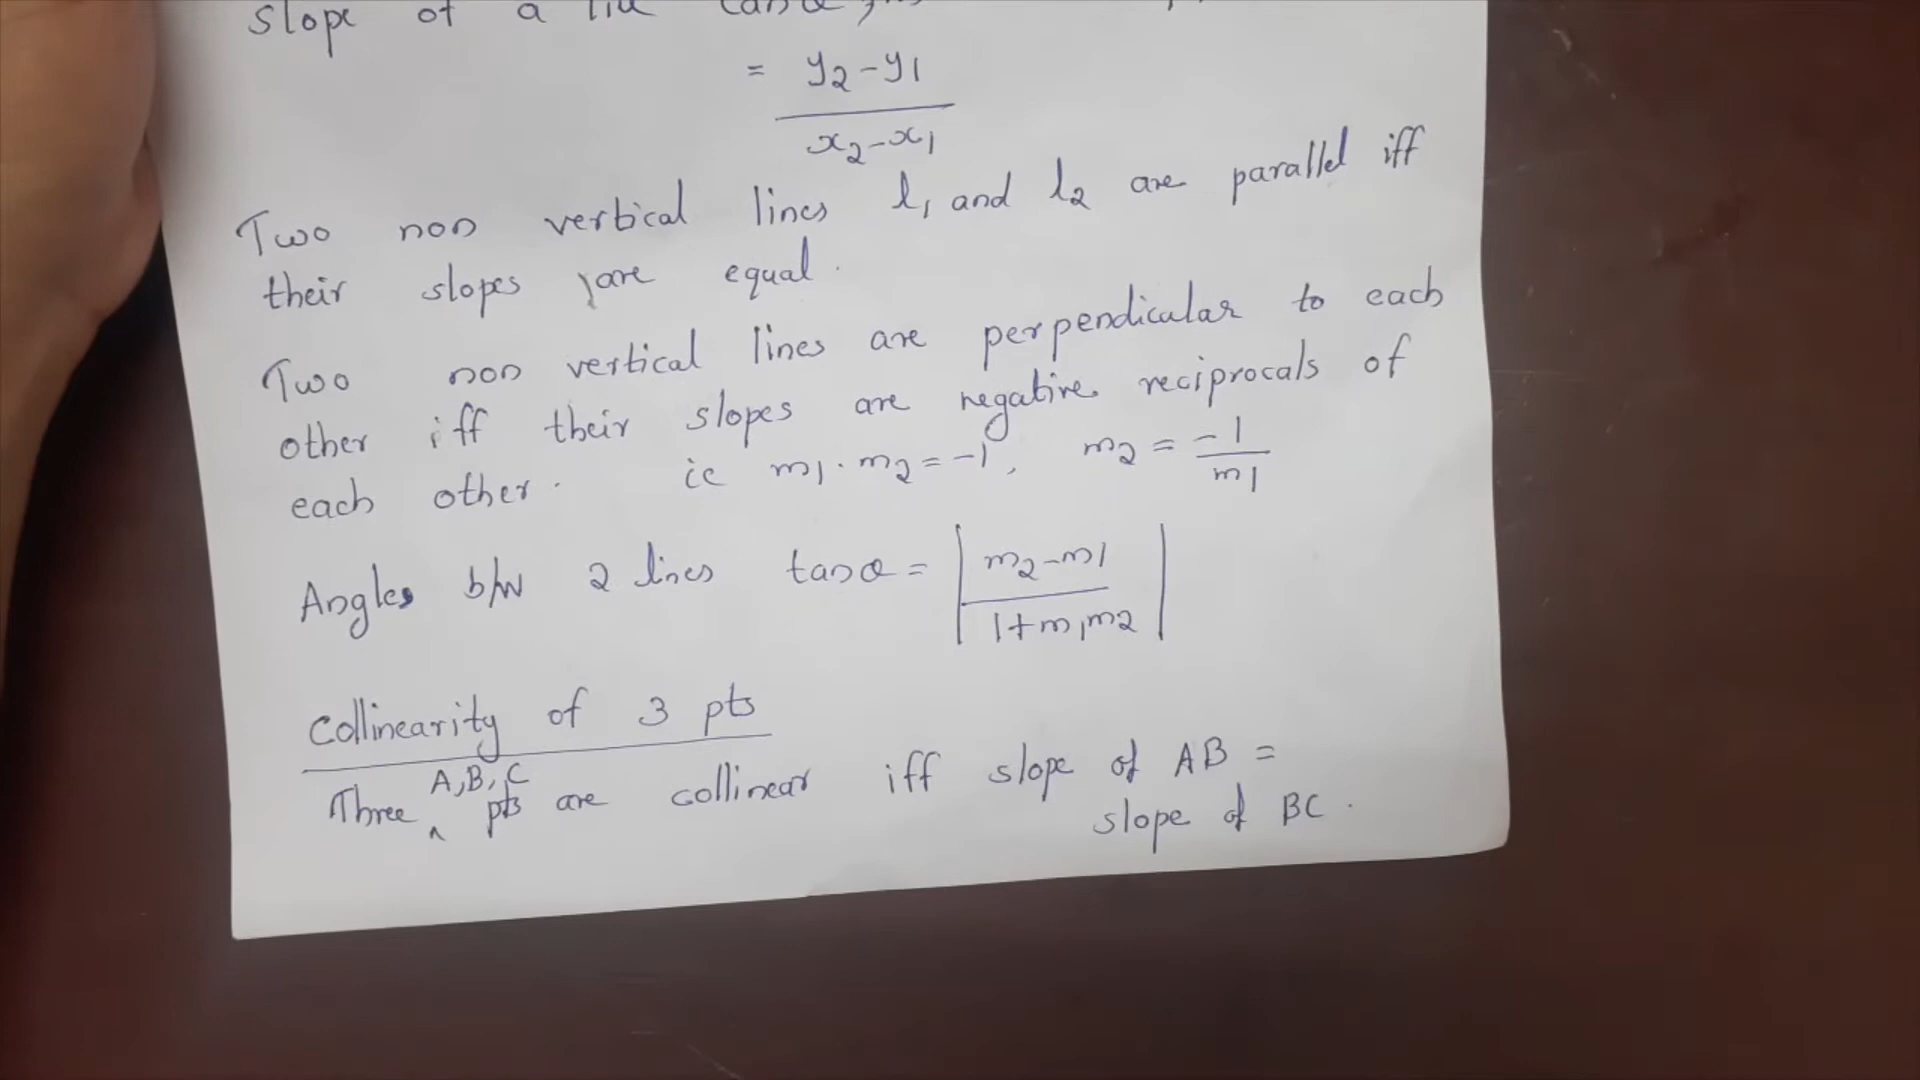 slope of a
= y2-y1
x2-x1
Two non vertical lines l1 and l2 are parallel iff
their slopes are equal.
Two non vertical lines are perpendicular to each
other iff their slopes are negative reciprocals of
each other. ie m1 . m2 = -1, m2 = -1/m1
Angles b/w 2 lines tanθ = | m2-m1 / 1+m1m2 |
Collinearity of 3 pts
A,B,C
Three ^ pts are collinear iff slope of AB =
slope of BC.